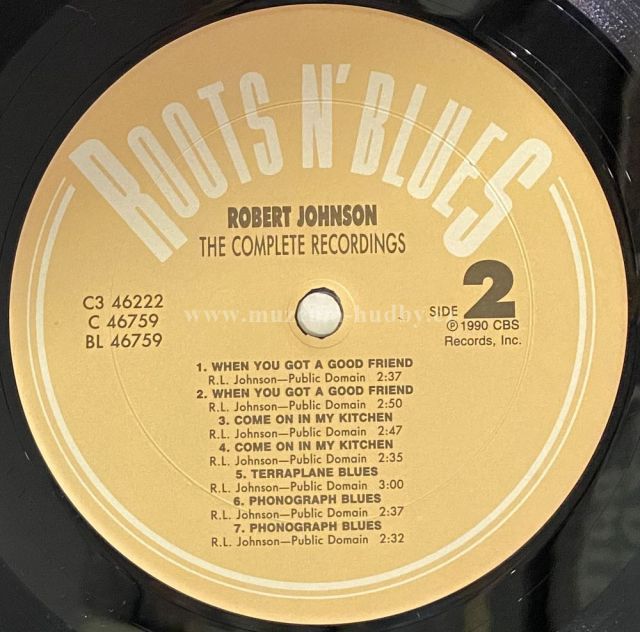 ROOTS N' BLUES
ROBERT JOHNSON
THE COMPLETE RECORDINGS
C3 46222
C 46759
BL 46759
SIDE 2
℗ 1990 CBS
Records, Inc.
1. WHEN YOU GOT A GOOD FRIEND
R.L. Johnson—Public Domain 2:37
2. WHEN YOU GOT A GOOD FRIEND
R.L. Johnson—Public Domain 2:50
3. COME ON IN MY KITCHEN
R.L. Johnson—Public Domain 2:47
4. COME ON IN MY KITCHEN
R.L. Johnson—Public Domain 2:35
5. TERRAPLANE BLUES
R.L. Johnson—Public Domain 3:00
6. PHONOGRAPH BLUES
R.L. Johnson—Public Domain 2:37
7. PHONOGRAPH BLUES
R.L. Johnson—Public Domain 2:32